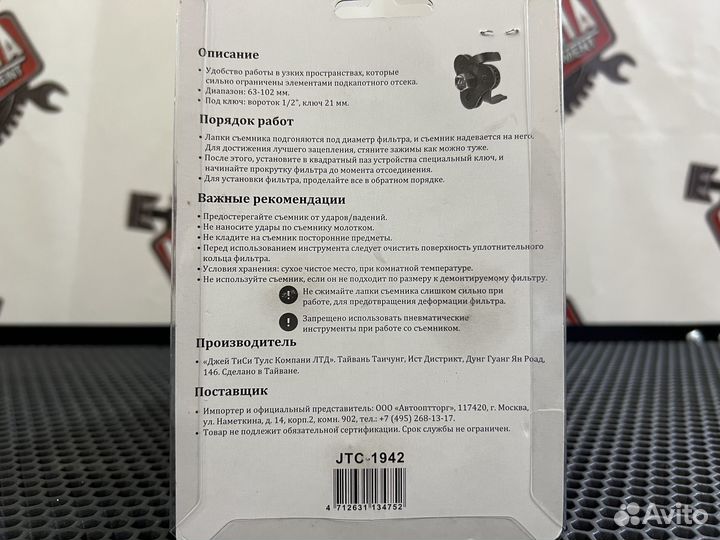 Описание
• Удобство работы в узких пространствах, которые
сильно ограничены элементами подкапотного отсека.
• Диапазон: 63-102 мм.
• Под ключ: вороток 1/2", ключ 21 мм.
Порядок работ
• Лапки съемника подгоняются под диаметр фильтра, и съемник надевается на него.
Для достижения лучшего зацепления, стяните зажимы как можно туже.
• После этого, установите в квадратный паз устройства специальный ключ, и
начинайте прокрутку фильтра до момента отсоединения.
• Для установки фильтра, проделайте все в обратном порядке.
Важные рекомендации
• Предостерегайте съемник от ударов/падений.
• Не наносите удары по съемнику молотком.
• Не кладите на съемник посторонние предметы.
• Перед использованием инструмента следует очистить поверхность уплотнительного
кольца фильтра.
• Условия хранения: сухое чистое место, при комнатной температуре.
• Не используйте съемник, если он не подходит по размеру к демонтируемому фильтру.
! Не сжимайте лапки съемника слишком сильно при
работе, для предотвращения деформации фильтра.
! Запрещено использовать пневматические
инструменты при работе со съемником.
Производитель
• «Джей ТиСи Тулс Компани ЛТД». Тайвань Таичунг, Ист Дистрикт, Дунг Гуанг Ян Роад,
146. Сделано в Тайване.
Поставщик
• Импортер и официальный представитель: ООО «Автооптторг», 117420, г. Москва,
ул. Наметкина, д. 14, корп.2, комн. 902, тел.: +7 (495) 268-13-17.
• Товар не подлежит обязательной сертификации. Срок службы не ограничен.
JTC-1942
4 712631 134752
Avito